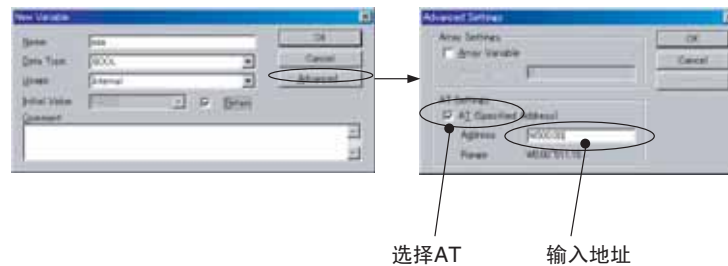 New Variable
Name
Data Type BOOL
Usage Internal
Initial Value Retain
Comment
OK
Cancel
Advanced
Advanced Settings
Array Settings
Array Variable
OK
Cancel
AT Settings
AT (Specified Address)
Address
Range
选择AT
输入地址